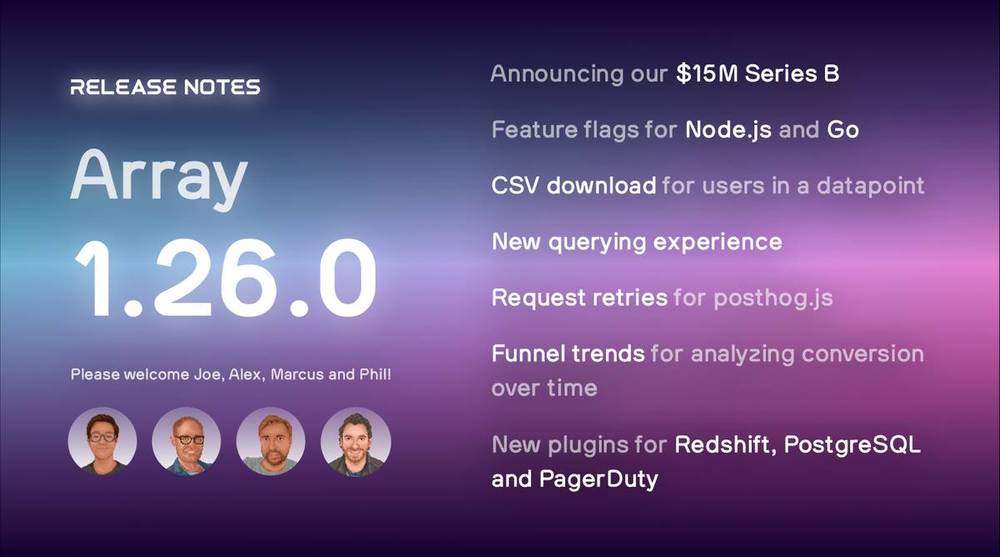 RELEASE NOTES
Array
1.26.0
Please welcome Joe, Alex, Marcus and Phil!
Announcing our $15M Series B
Feature flags for Node.js and Go
CSV download for users in a datapoint
New querying experience
Request retries for posthog.js
Funnel trends for analyzing conversion
over time
New plugins for Redshift, PostgreSQL
and PagerDuty